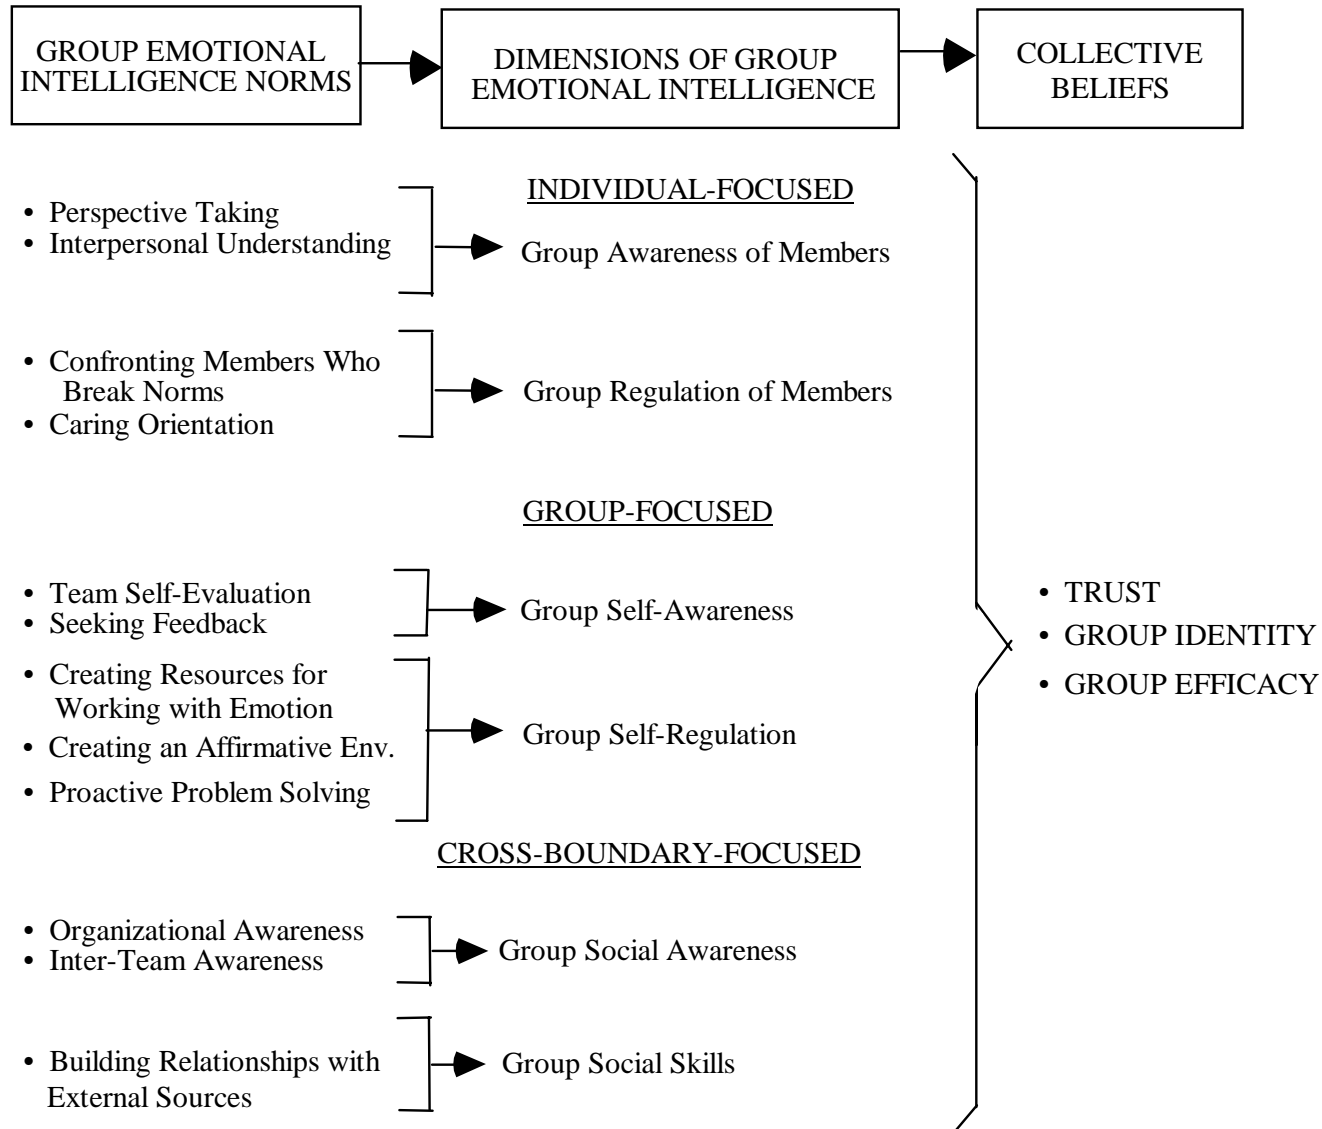 GROUP EMOTIONAL
INTELLIGENCE NORMS
DIMENSIONS OF GROUP
EMOTIONAL INTELLIGENCE
COLLECTIVE
BELIEFS
INDIVIDUAL-FOCUSED
• Perspective Taking
• Interpersonal Understanding
Group Awareness of Members
• Confronting Members Who
Break Norms
• Caring Orientation
Group Regulation of Members
GROUP-FOCUSED
• Team Self-Evaluation
• Seeking Feedback
Group Self-Awareness
• Creating Resources for
Working with Emotion
• Creating an Affirmative Env.
• Proactive Problem Solving
Group Self-Regulation
CROSS-BOUNDARY-FOCUSED
• Organizational Awareness
• Inter-Team Awareness
Group Social Awareness
• Building Relationships with
External Sources
Group Social Skills
• TRUST
• GROUP IDENTITY
• GROUP EFFICACY